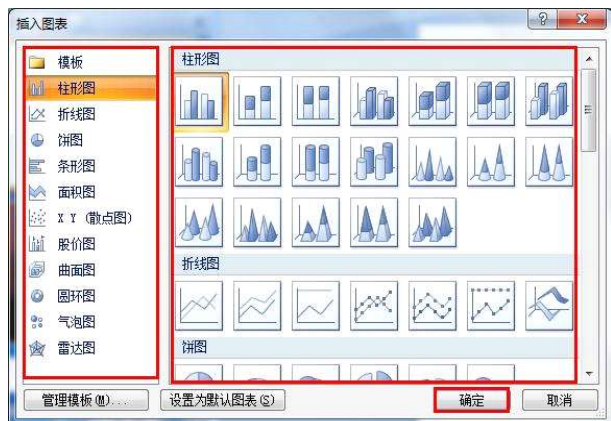 插入图表
模板
柱形图
折线图
饼图
条形图
面积图
X Y (散点图)
股价图
曲面图
圆环图
气泡图
雷达图
柱形图
折线图
饼图
管理模板(M)...
设置为默认图表(S)
确定
取消